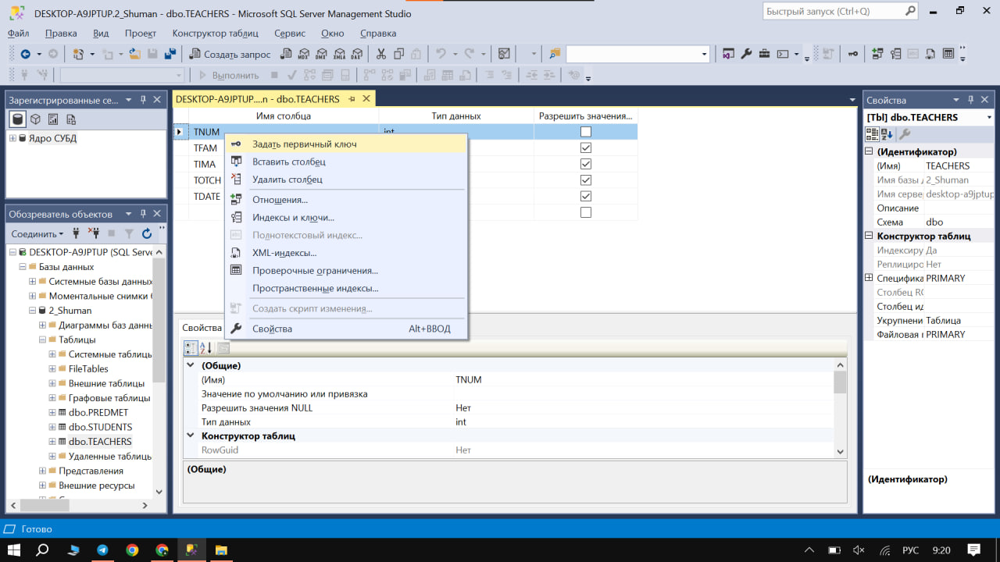 DESKTOP-A9JPTUP.2_Shuman - dbo.TEACHERS - Microsoft SQL Server Management Studio
Быстрый запуск (Ctrl+Q)
Файл Правка Вид Проект Конструктор таблиц Сервис Окно Справка
Создать запрос MDX DMX XMLA DAX
Выполнить
Зарегистрированные се...
Ядро СУБД
Обозреватель объектов
Соединить
DESKTOP-A9JPTUP (SQL Serve
Базы данных
Системные базы данных
Моментальные снимки б
2_Shuman
Диаграммы баз данн
Таблицы
Системные таблицы
FileTables
Внешние таблицы
Графовые таблицы
dbo.PREDMET
dbo.STUDENTS
dbo.TEACHERS
Удаленные таблицы
Представления
Внешние ресурсы
DESKTOP-A9JPTUP....n - dbo.TEACHERS
Имя столбца Тип данных Разрешить значения...
TNUM int
TFAM
TIMA
TOTCH
TDATE
Задать первичный ключ
Вставить столбец
Удалить столбец
Отношения...
Индексы и ключи...
Полнотекстовый индекс...
XML-индексы...
Проверочные ограничения...
Пространственные индексы...
Создать скрипт изменения...
Свойства Alt+ВВОД
Свойства
(Общие)
(Имя) TNUM
Значение по умолчанию или привязка
Разрешить значения NULL Нет
Тип данных int
Конструктор таблиц
RowGuid Нет
(Общие)
Свойства
[Tbl] dbo.TEACHERS
(Идентификатор)
(Имя) TEACHERS
Имя базы д 2_Shuman
Имя серве desktop-a9jptup
Описание
Схема dbo
Конструктор таблиц
Индексиру Да
Реплициро Нет
Специфика PRIMARY
Столбец RO
Столбец ид
Укрупнени Таблица
Файловая г PRIMARY
(Идентификатор)
Готово
РУС 9:20